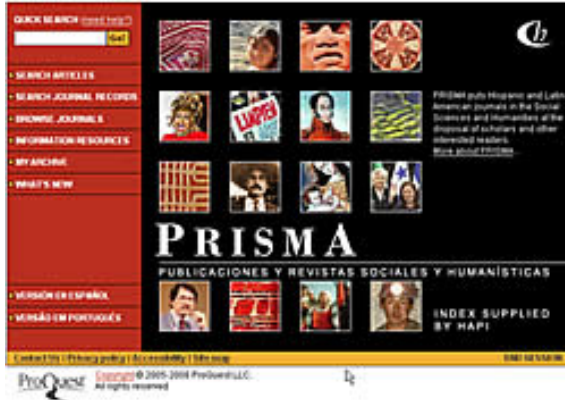 QUICK SEARCH (need help?)
Go!
SEARCH ARTICLES
SEARCH JOURNAL RECORDS
BROWSE JOURNALS
INFORMATION RESOURCES
MY ARCHIVE
WHAT'S NEW
VERSIÓN EN ESPAÑOL
VERSÃO EM PORTUGUÊS
PRISMA puts Hispanic and Latin
American journals in the Social
Sciences and Humanities at the
disposal of scholars and other
interested readers.
More about PRISMA...
PRISMA
PUBLICACIONES Y REVISTAS SOCIALES Y HUMANÍSTICAS
INDEX SUPPLIED
BY HAPI
Contact Us | Privacy policy | Accessibility | Site map
END SESSION
ProQuest
Copyright © 2005-2008 ProQuest LLC.
All rights reserved